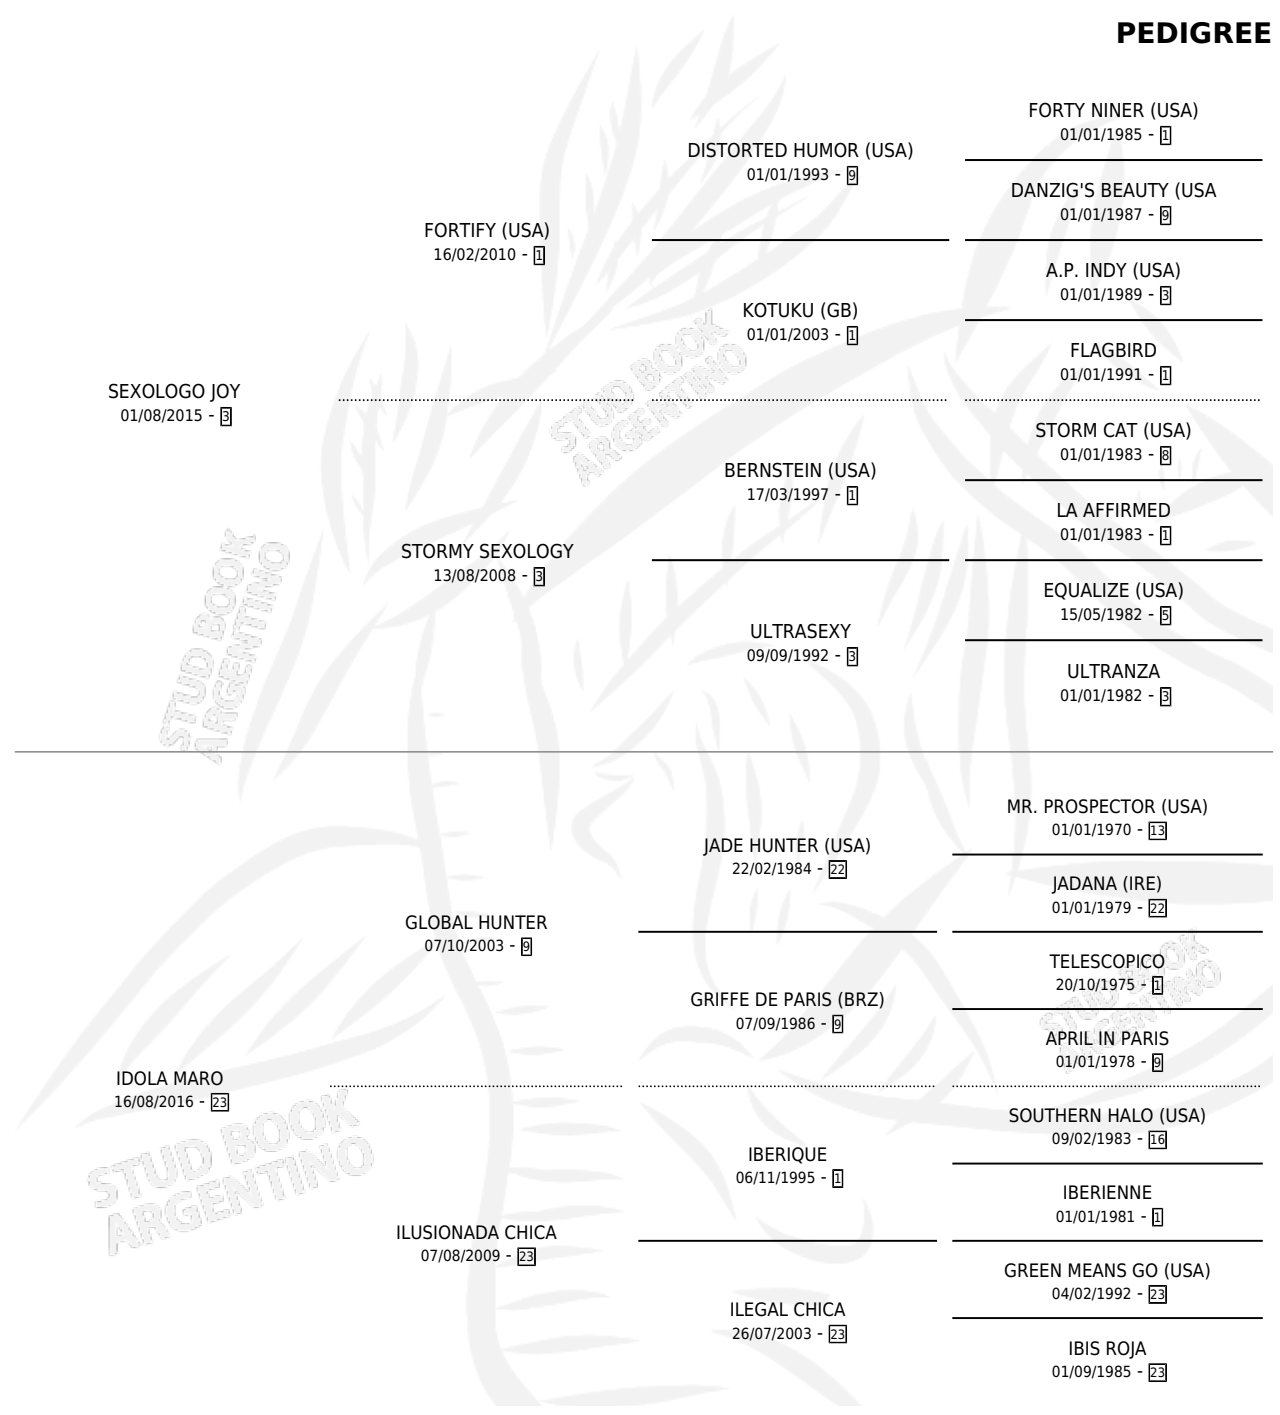 PEDIGREE
FORTY NINER (USA)
01/01/1985 - 1
DISTORTED HUMOR (USA)
01/01/1993 - 9
DANZIG'S BEAUTY (USA
01/01/1987 - 9
FORTIFY (USA)
16/02/2010 - 1
A.P. INDY (USA)
01/01/1989 - 3
KOTUKU (GB)
01/01/2003 - 1
FLAGBIRD
01/01/1991 - 1
SEXOLOGO JOY
01/08/2015 - 3
STORM CAT (USA)
01/01/1983 - 8
BERNSTEIN (USA)
17/03/1997 - 1
LA AFFIRMED
01/01/1983 - 1
STORMY SEXOLOGY
13/08/2008 - 3
EQUALIZE (USA)
15/05/1982 - 5
ULTRASEXY
09/09/1992 - 3
ULTRANZA
01/01/1982 - 3
MR. PROSPECTOR (USA)
01/01/1970 - 13
JADE HUNTER (USA)
22/02/1984 - 22
JADANA (IRE)
01/01/1979 - 22
GLOBAL HUNTER
07/10/2003 - 9
TELESCOPICO
20/10/1975 - 1
GRIFFE DE PARIS (BRZ)
07/09/1986 - 9
APRIL IN PARIS
01/01/1978 - 9
IDOLA MARO
16/08/2016 - 23
SOUTHERN HALO (USA)
09/02/1983 - 16
IBERIQUE
06/11/1995 - 1
IBERIENNE
01/01/1981 - 1
ILUSIONADA CHICA
07/08/2009 - 23
GREEN MEANS GO (USA)
04/02/1992 - 23
ILEGAL CHICA
26/07/2003 - 23
IBIS ROJA
01/09/1985 - 23
STUD BOOK
ARGENTINO
STUD BOOK
ARGENTINO
STUD BOOK
ARGENTINO
STUD BOOK
ARGENTINO